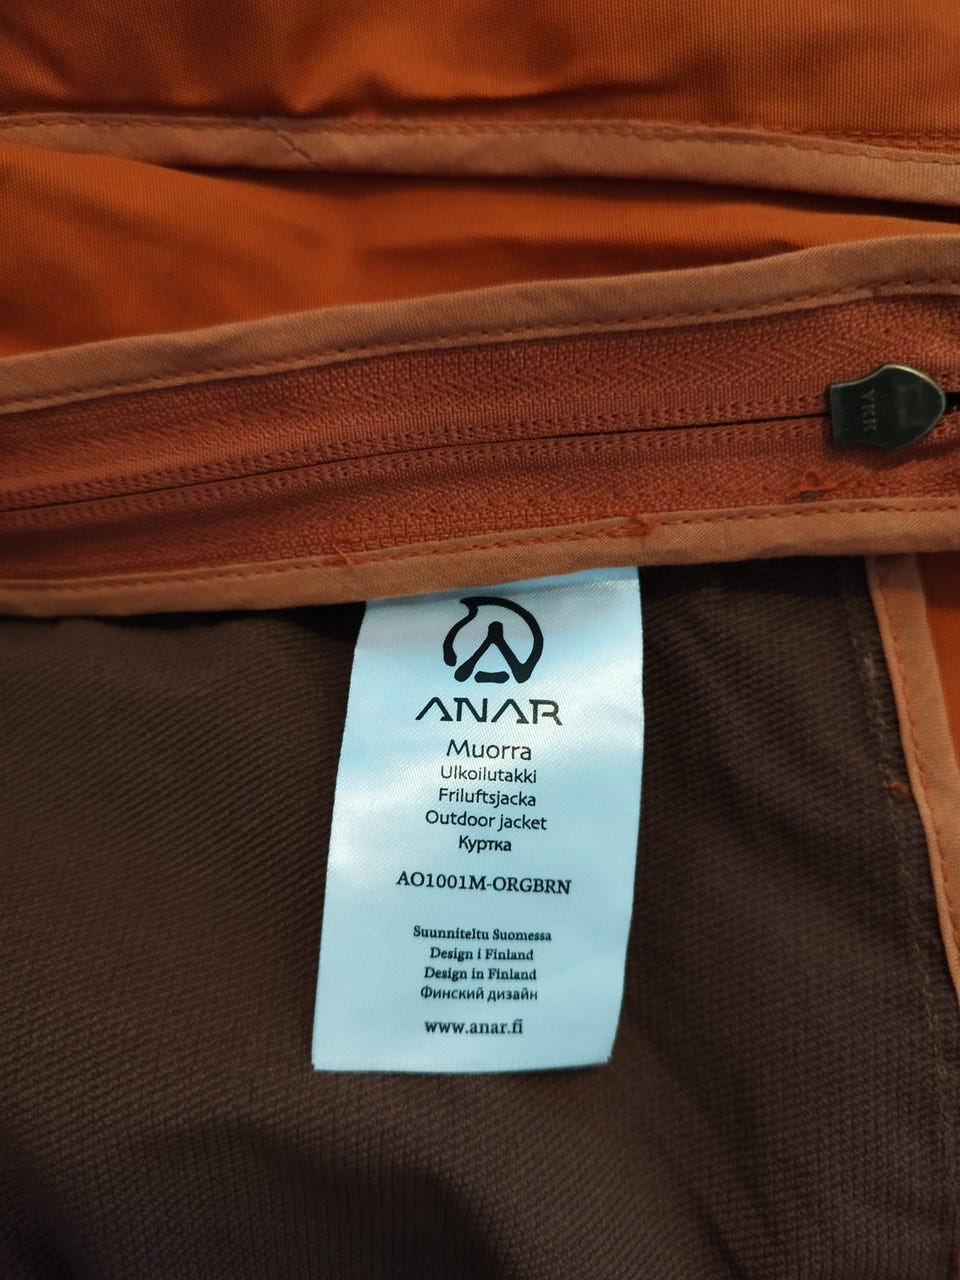 YKK
ANAR
Muorra
Ulkoilutakki
Friluftsjacka
Outdoor jacket
Куртка
AO1001M-ORGBRN
Suunniteltu Suomessa
Design i Finland
Design in Finland
Финский дизайн
www.anar.fi